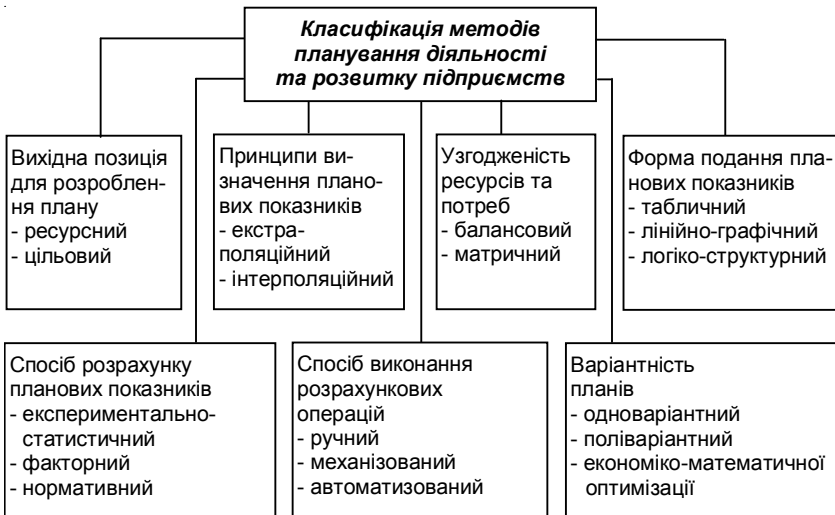 Класифікація методів
планування діяльності
та розвитку підприємств
Вихідна позиція
для розроблен-
ня плану
- ресурсний
- цільовий
Принципи ви-
значення плано-
вих показників
- екстра-
поляційний
- інтерполяційний
Узгодженість
ресурсів та
потреб
- балансовий
- матричний
Форма подання пла-
нових показників
- табличний
- лінійно-графічний
- логіко-структурний
Спосіб розрахунку
планових показників
- експериментально-
статистичний
- факторний
- нормативний
Спосіб виконання
розрахункових
операцій
- ручний
- механізований
- автоматизований
Варіантність
планів
- одноваріантний
- поліваріантний
- економіко-математичної
оптимізації